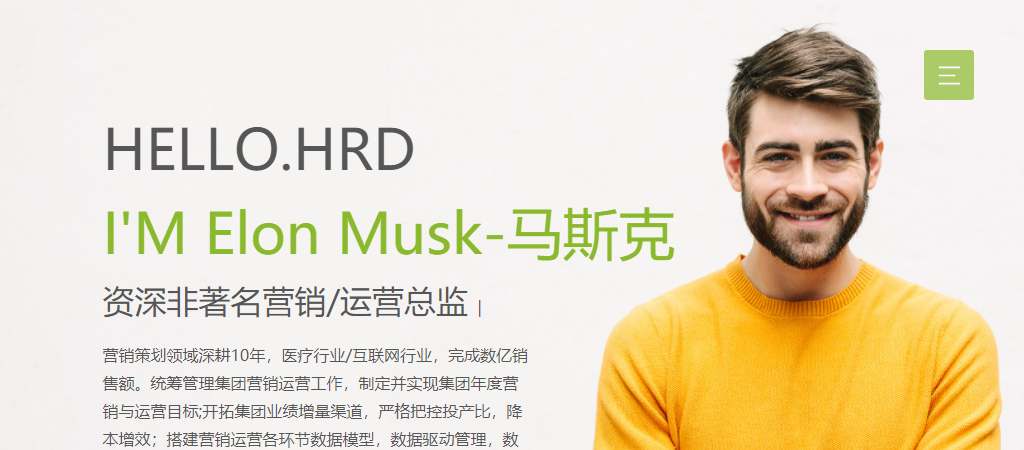 HELLO.HRD
I'M Elon Musk-马斯克
资深非著名营销/运营总监
营销策划领域深耕10年，医疗行业/互联网行业，完成数亿销
售额。统筹管理集团营销运营工作，制定并实现集团年度营
销与运营目标;开拓集团业绩增量渠道，严格把控投产比，降
本增效；搭建营销运营各环节数据模型，数据驱动管理，数